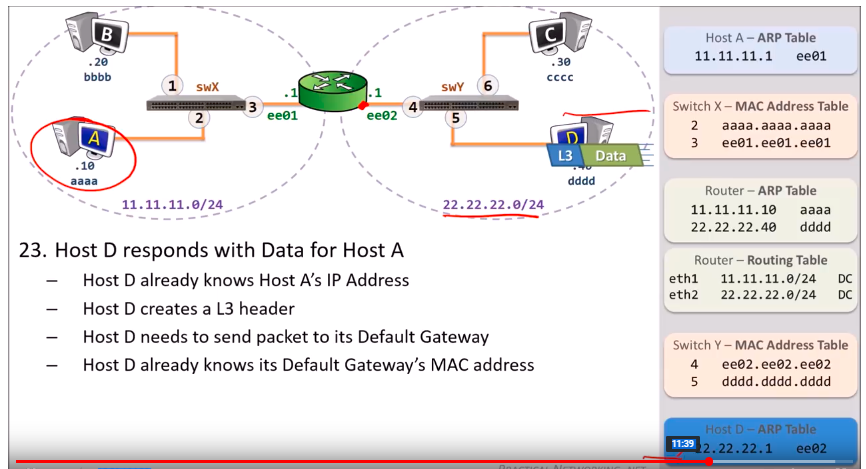 B
.20
bbbb
1
swX
2
3
A
.10
aaaa
.1
ee01
.1
ee02
11.11.11.0/24
C
.30
cccc
swY
6
4
5
D
L3 Data
dddd
22.22.22.0/24
23. Host D responds with Data for Host A
– Host D already knows Host A's IP Address
– Host D creates a L3 header
– Host D needs to send packet to its Default Gateway
– Host D already knows its Default Gateway's MAC address
Host A – ARP Table
11.11.11.1 ee01
Switch X – MAC Address Table
2 aaaa.aaaa.aaaa
3 ee01.ee01.ee01
Router – ARP Table
11.11.11.10 aaaa
22.22.22.40 dddd
Router – Routing Table
eth1 11.11.11.0/24 DC
eth2 22.22.22.0/24 DC
Switch Y – MAC Address Table
4 ee02.ee02.ee02
5 dddd.dddd.dddd
Host D – ARP Table
11:39
22.22.22.1 ee02